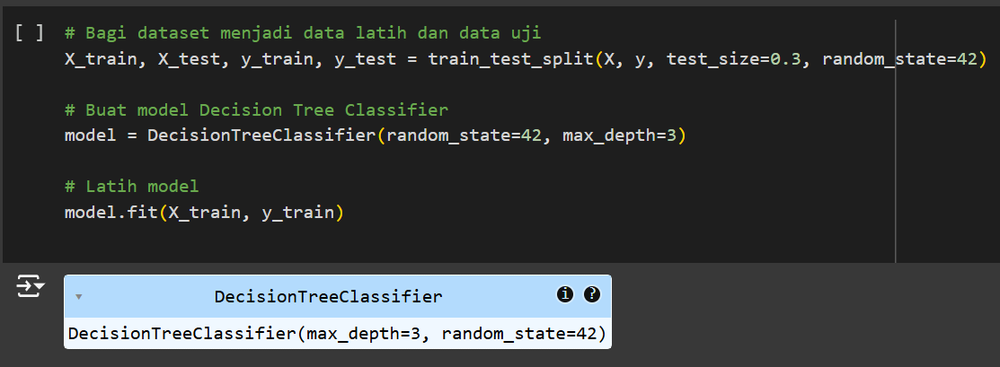 [ ] # Bagi dataset menjadi data latih dan data uji
X_train, X_test, y_train, y_test = train_test_split(X, y, test_size=0.3, random_state=42)
# Buat model Decision Tree Classifier
model = DecisionTreeClassifier(random_state=42, max_depth=3)
# Latih model
model.fit(X_train, y_train)
DecisionTreeClassifier i ?
DecisionTreeClassifier(max_depth=3, random_state=42)